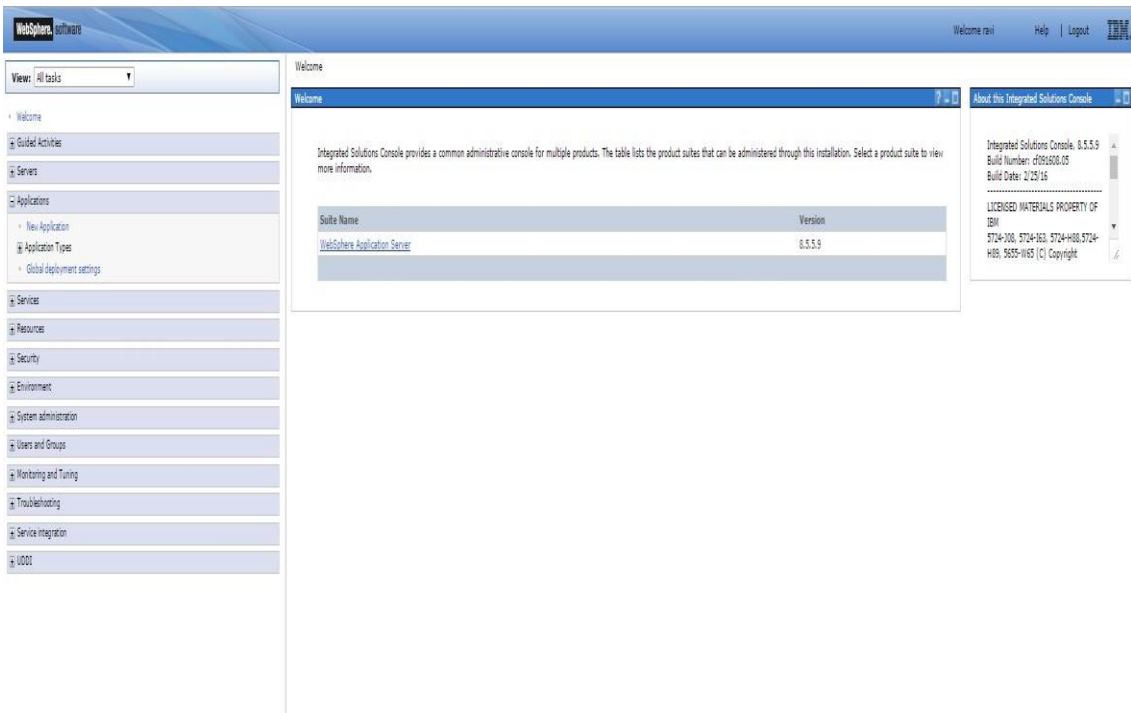 WebSphere. software
Welcome ravi
Help | Logout
IBM.
View: All tasks
Welcome
Guided Activities
Servers
Applications
New Application
Application Types
Global deployment settings
Services
Resources
Security
Environment
System administration
Users and Groups
Monitoring and Tuning
Troubleshooting
Service integration
UDDI
Welcome
Welcome
Integrated Solutions Console provides a common administrative console for multiple products. The table lists the product suites that can be administered through this installation. Select a product suite to view
more information.
Suite Name Version
WebSphere Application Server 8.5.5.9
About this Integrated Solutions Console
Integrated Solutions Console, 8.5.5.9
Build Number: cf091608.05
Build Date: 2/25/16
----------------------------------------
LICENSED MATERIALS PROPERTY OF
IBM
5724-J08, 5724-I63, 5724-H88,5724-
H89, 5655-W65 (C) Copyright